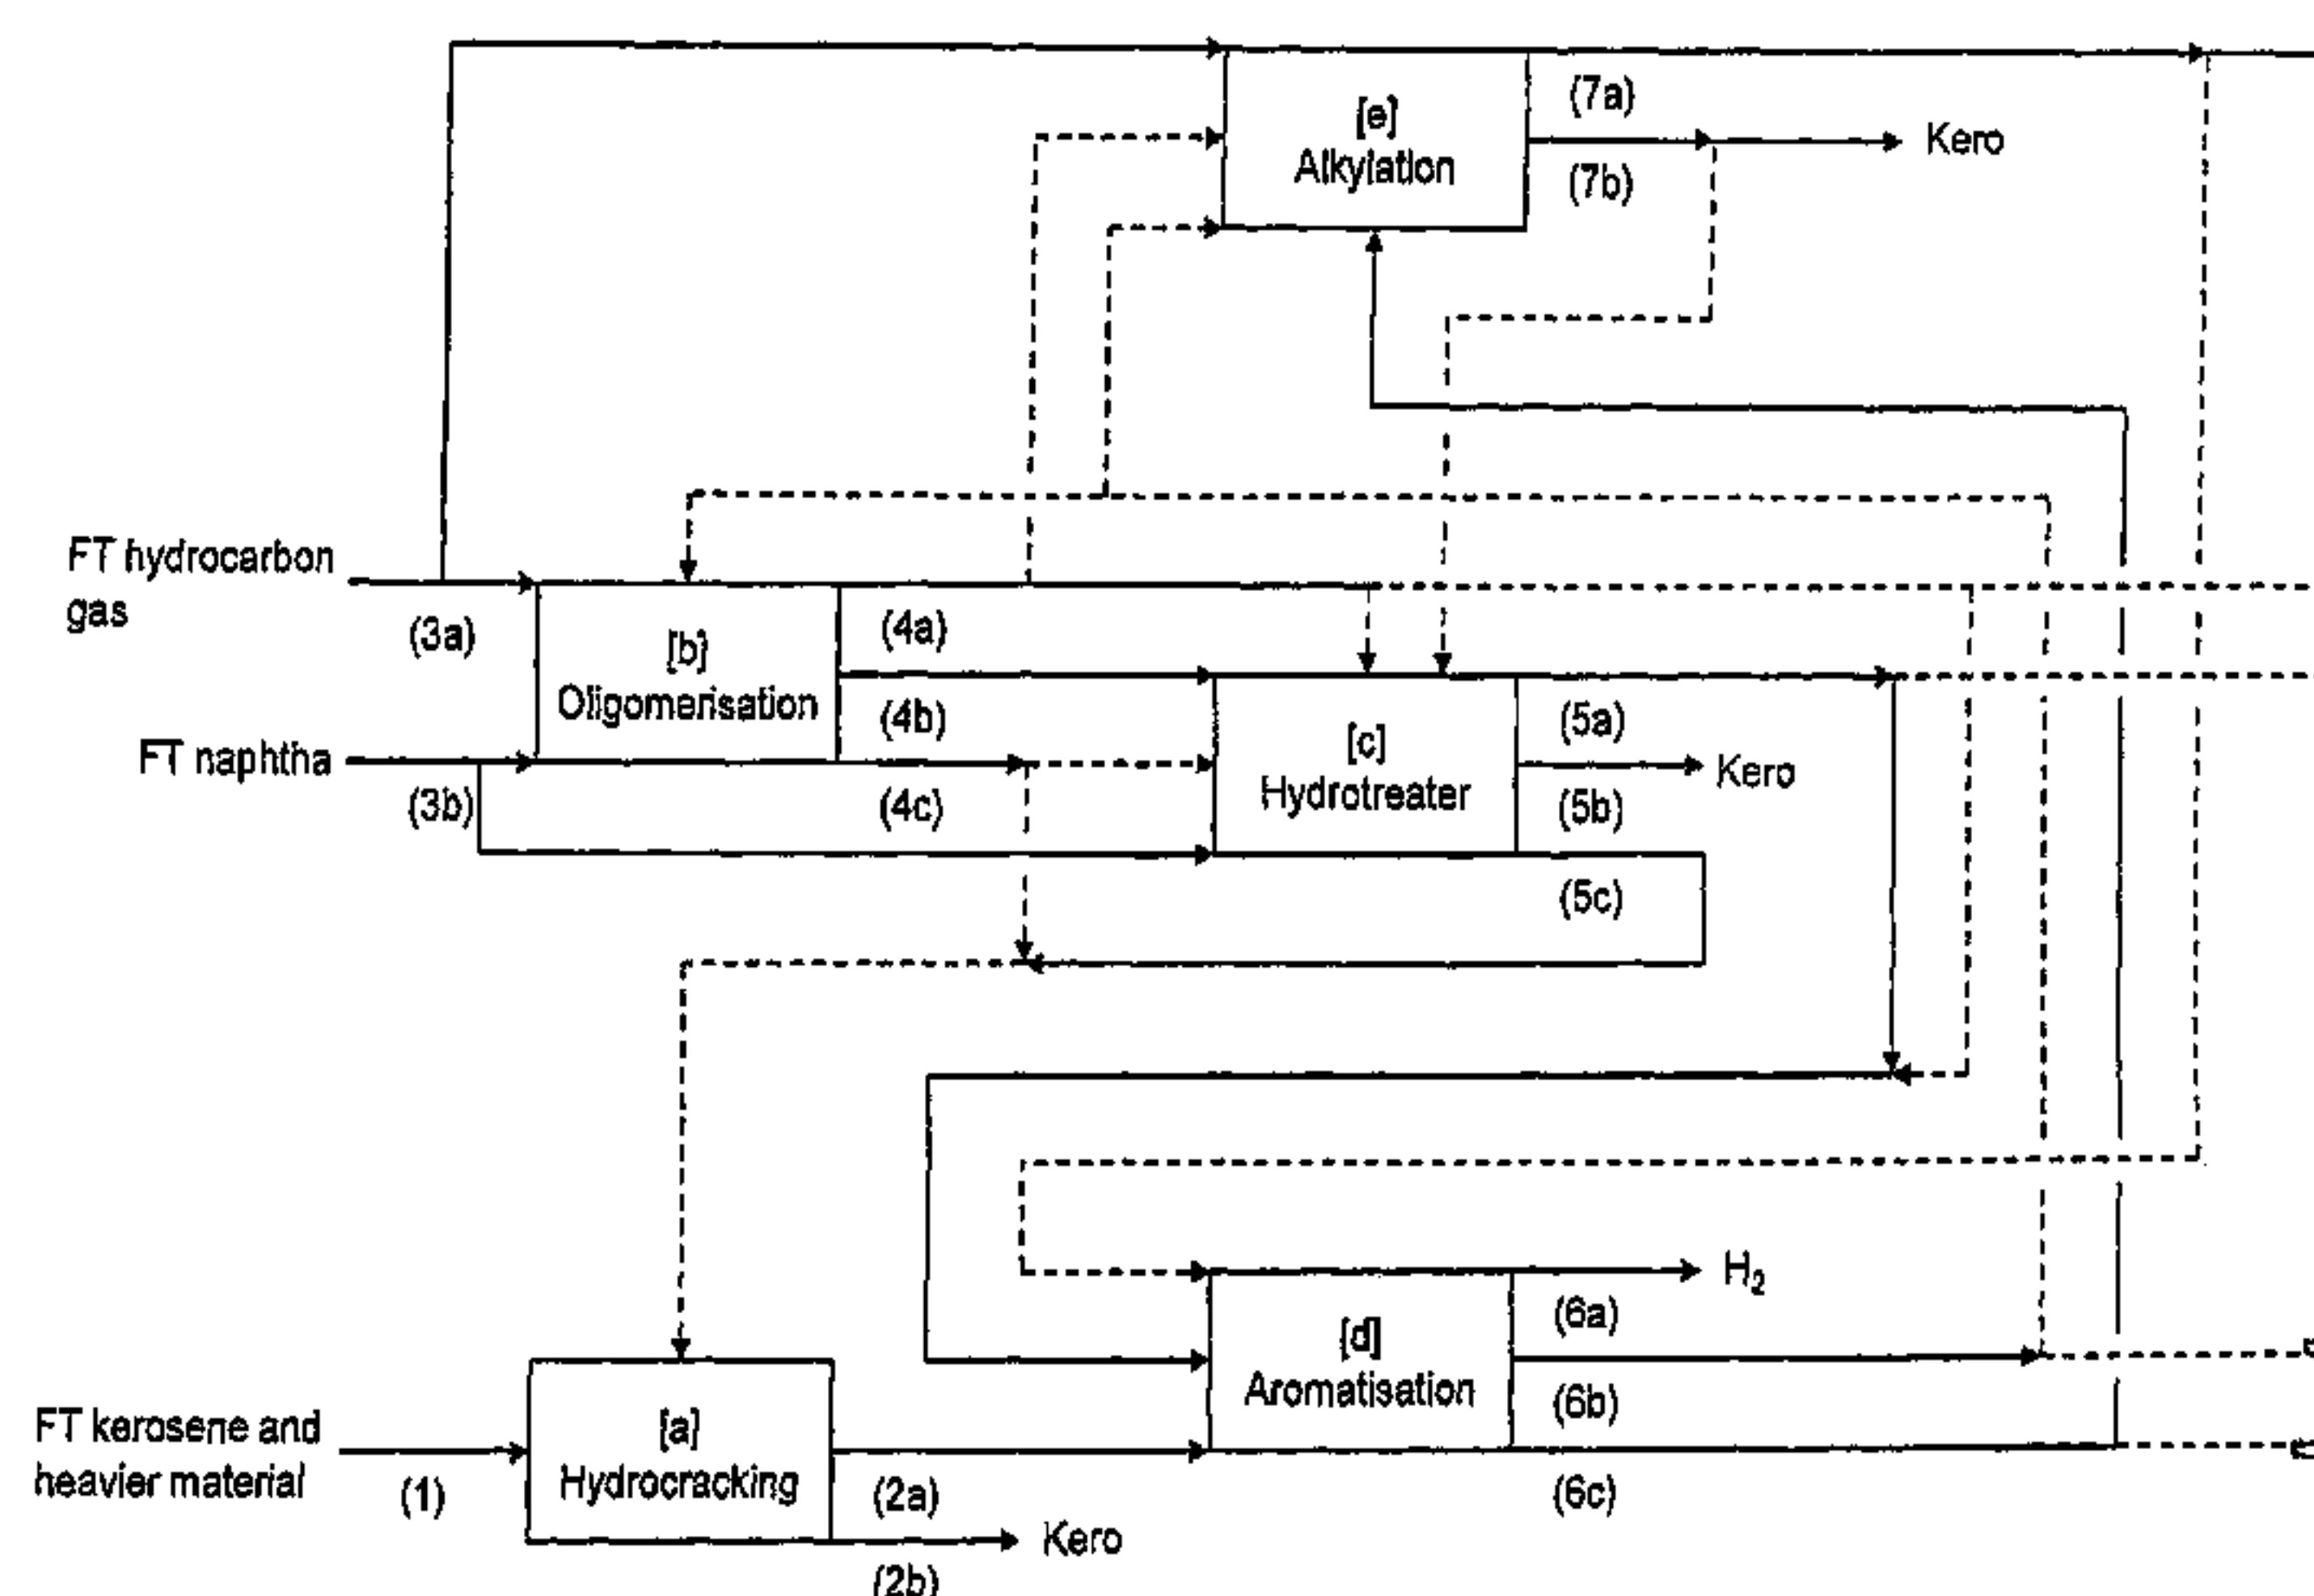 (7a)
[e]
Alkylation
Kero
(7b)
FT hydrocarbon
gas
(3a)
(4a)
[b]
Oligomerisation
(4b)
(5a)
[c]
Hydrotreater
Kero
FT naphtha
(3b)
(4c)
(5b)
(5c)
H2
(6a)
[d]
Aromatisation
(6b)
FT kerosene and
heavier material
(1)
[a]
Hydrocracking
(2a)
(6c)
Kero
(2b)